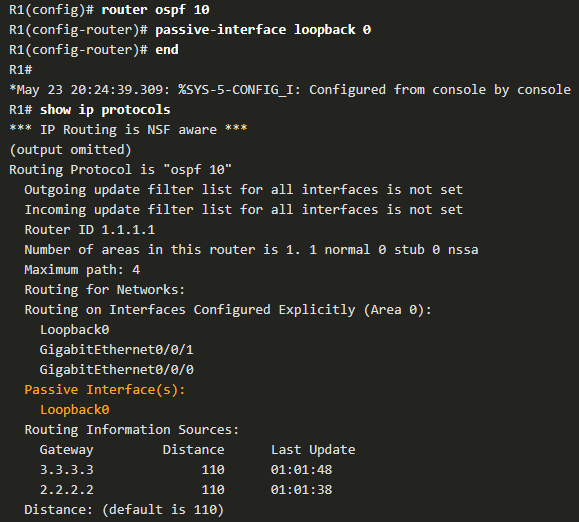 R1(config)# router ospf 10
R1(config-router)# passive-interface loopback 0
R1(config-router)# end
R1#
*May 23 20:24:39.309: %SYS-5-CONFIG_I: Configured from console by console
R1# show ip protocols
*** IP Routing is NSF aware ***
(output omitted)
Routing Protocol is "ospf 10"
  Outgoing update filter list for all interfaces is not set
  Incoming update filter list for all interfaces is not set
  Router ID 1.1.1.1
  Number of areas in this router is 1. 1 normal 0 stub 0 nssa
  Maximum path: 4
  Routing for Networks:
  Routing on Interfaces Configured Explicitly (Area 0):
    Loopback0
    GigabitEthernet0/0/1
    GigabitEthernet0/0/0
  Passive Interface(s):
    Loopback0
  Routing Information Sources:
    Gateway         Distance      Last Update
    3.3.3.3              110      01:01:48
    2.2.2.2              110      01:01:38
  Distance: (default is 110)